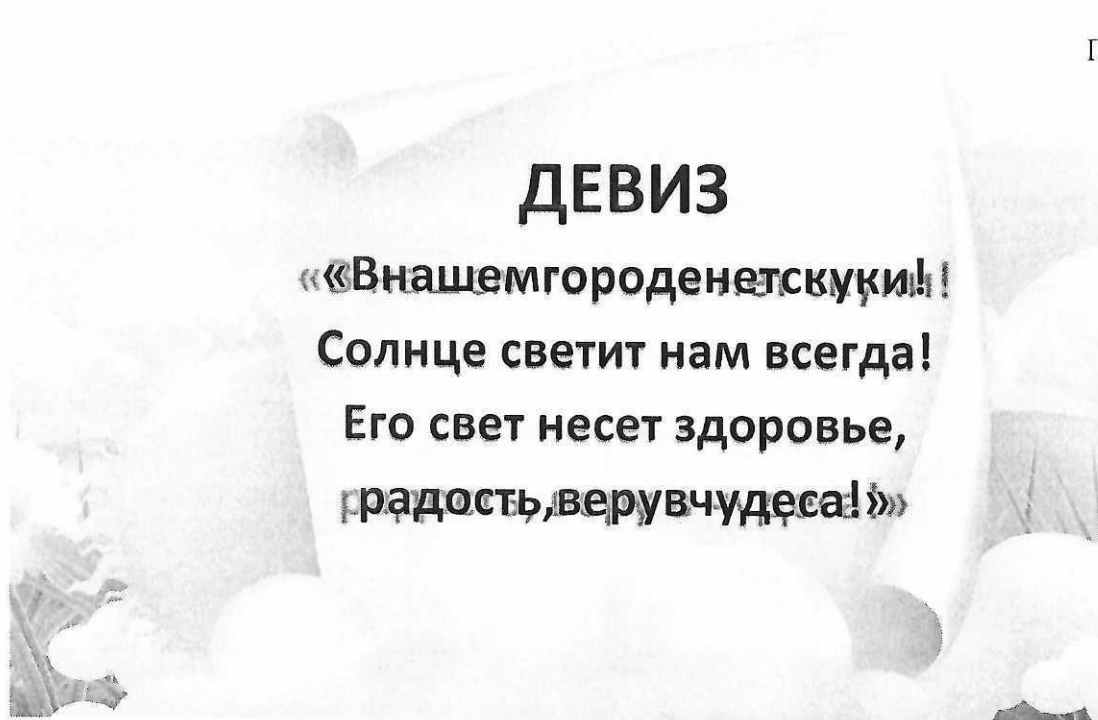 ДЕВИЗ
«Внашемгороденетскуки!
Солнце светит нам всегда!
Его свет несет здоровье,
радость,верувчудеса!»